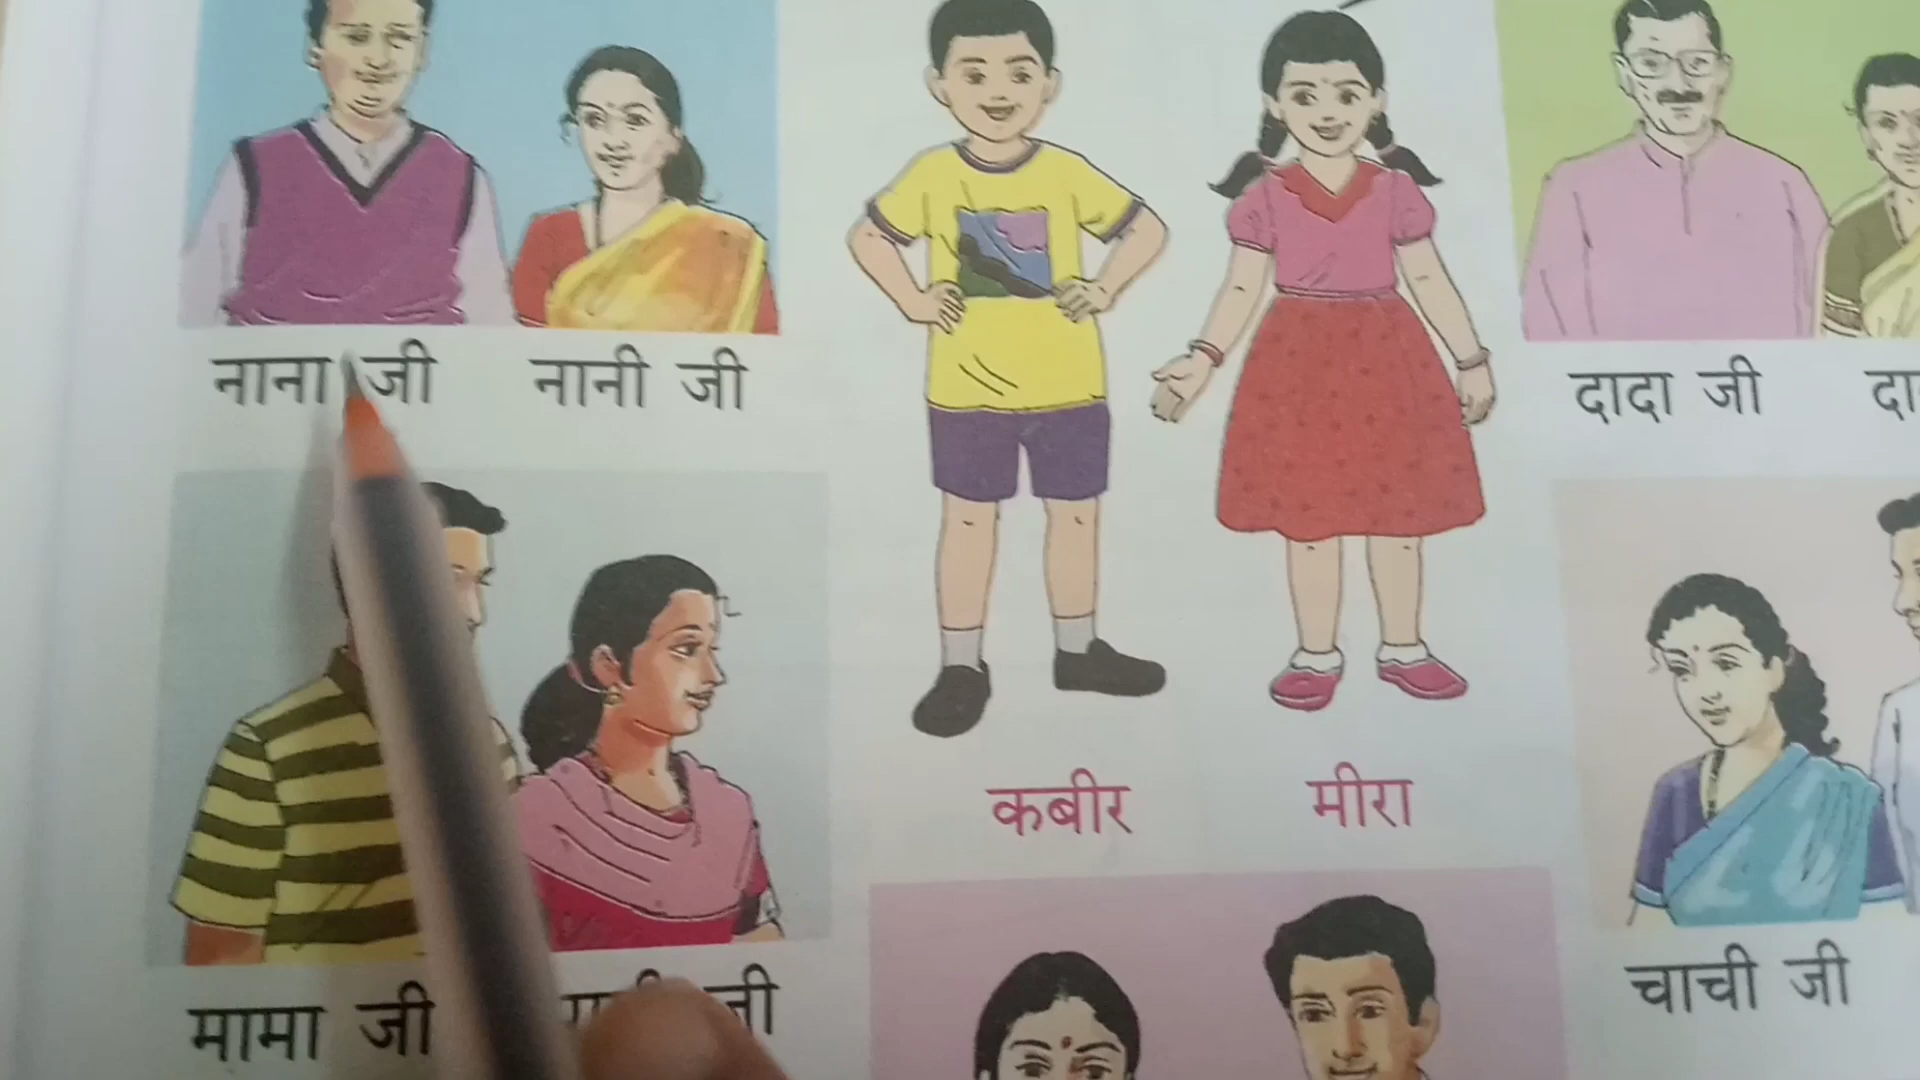 नाना जी नानी जी
दादा जी
कबीर मीरा
चाची जी
मामा जी